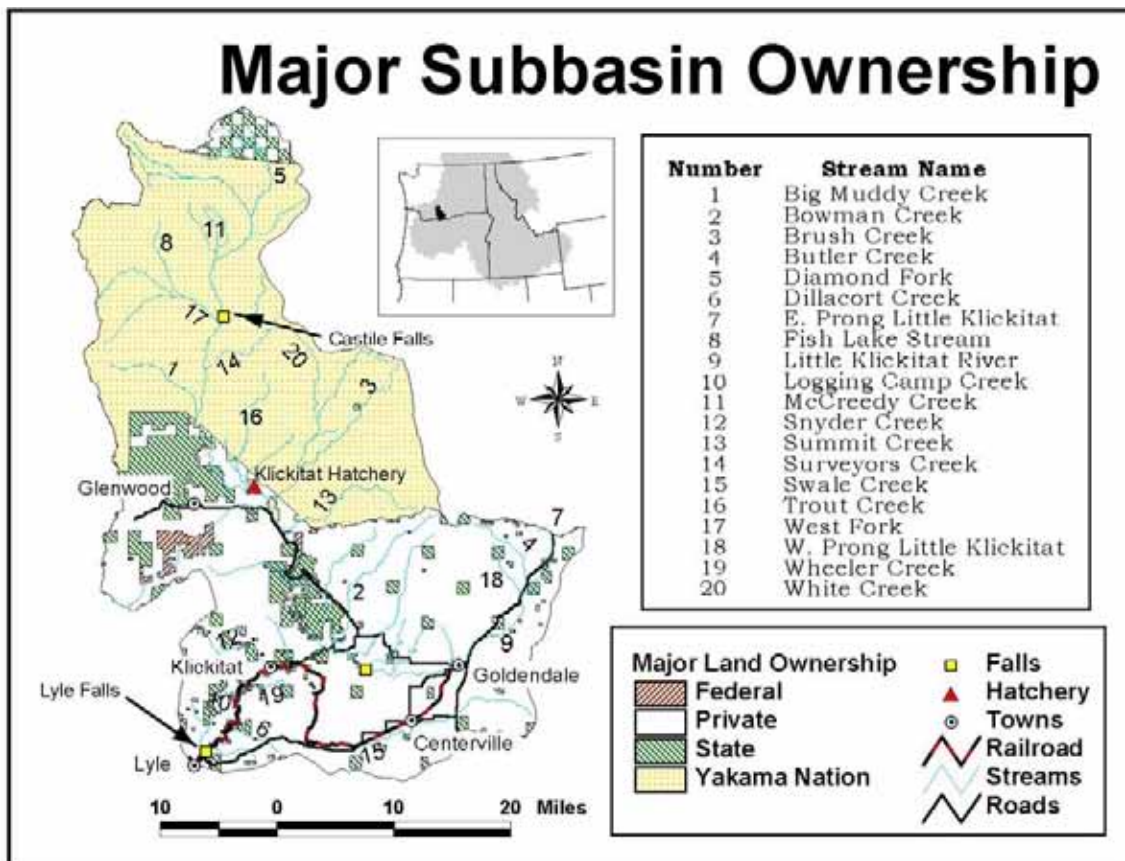 Major Subbasin Ownership
5
11
8
17
Castile Falls
14
20
1
3
16
Klickitat Hatchery
Glenwood
13
7
4
18
2
9
12
Klickitat
Goldendale
Lyle Falls
10
19
6
Centerville
15
Lyle
10 0 10 20 Miles
N
W E
S
Number Stream Name
1 Big Muddy Creek
2 Bowman Creek
3 Brush Creek
4 Butler Creek
5 Diamond Fork
6 Dillacort Creek
7 E. Prong Little Klickitat
8 Fish Lake Stream
9 Little Klickitat River
10 Logging Camp Creek
11 McCreedy Creek
12 Snyder Creek
13 Summit Creek
14 Surveyors Creek
15 Swale Creek
16 Trout Creek
17 West Fork
18 W. Prong Little Klickitat
19 Wheeler Creek
20 White Creek
Major Land Ownership
Federal
Private
State
Yakama Nation
Falls
Hatchery
Towns
Railroad
Streams
Roads